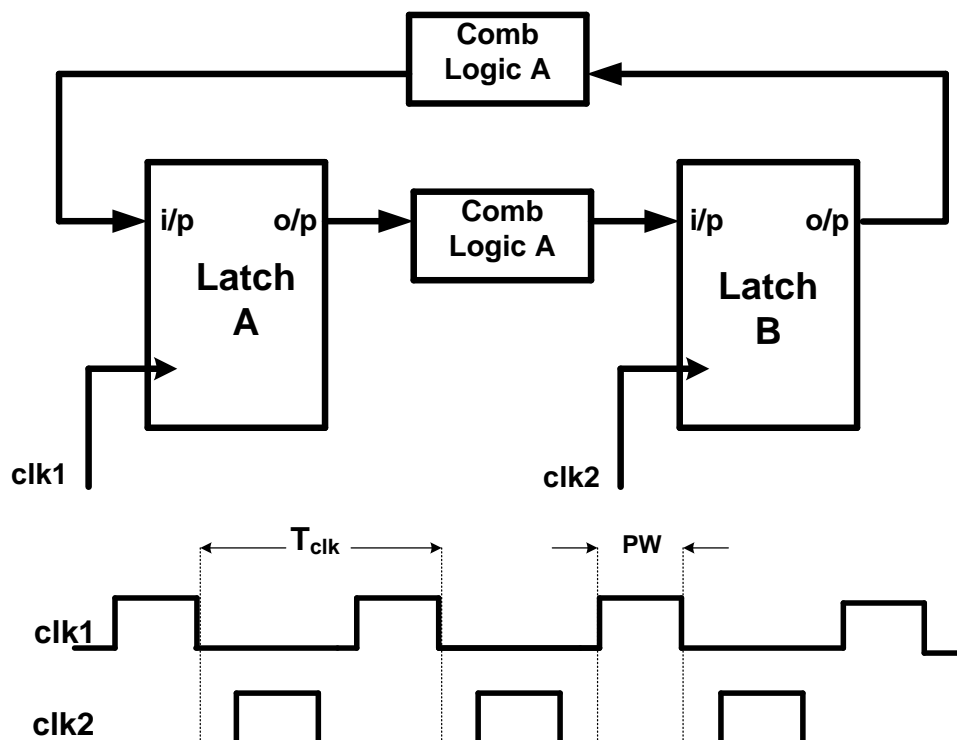 Comb
Logic A
i/p o/p
Latch
A
Comb
Logic A
i/p o/p
Latch
B
clk1
clk2
Tclk
PW
clk1
clk2